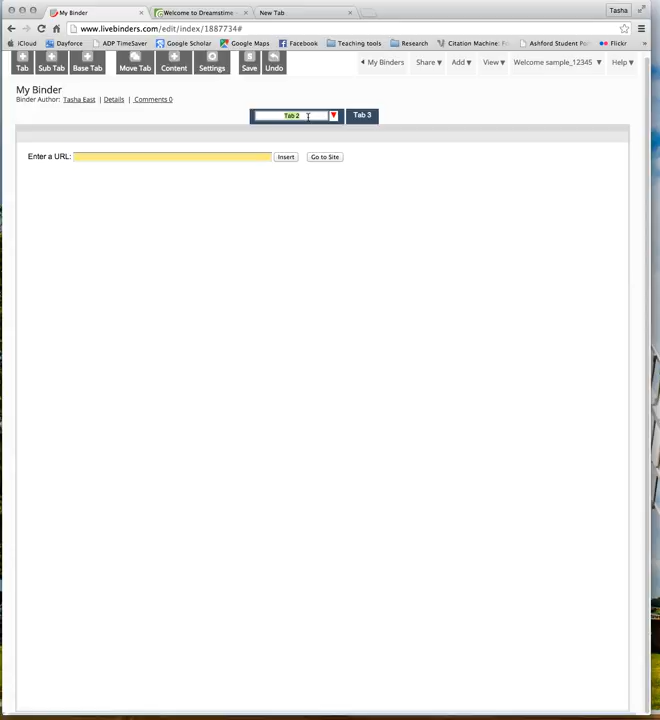 My Binder
Welcome to Dreamstime
New Tab
Tasha
www.livebinders.com/edit/index/1887734#
iCloud Dayforce ADP TimeSaver Google Scholar Google Maps Facebook Teaching tools Research Citation Machine: Fo Ashford Student Po Flickr
Tab Sub Tab Base Tab Move Tab Content Settings Save Undo My Binders Share Add View Welcome sample_12345 Help
My Binder
Binder Author: Tasha East | Details | Comments 0
Tab 2 Tab 3
Enter a URL: Insert Go to Site